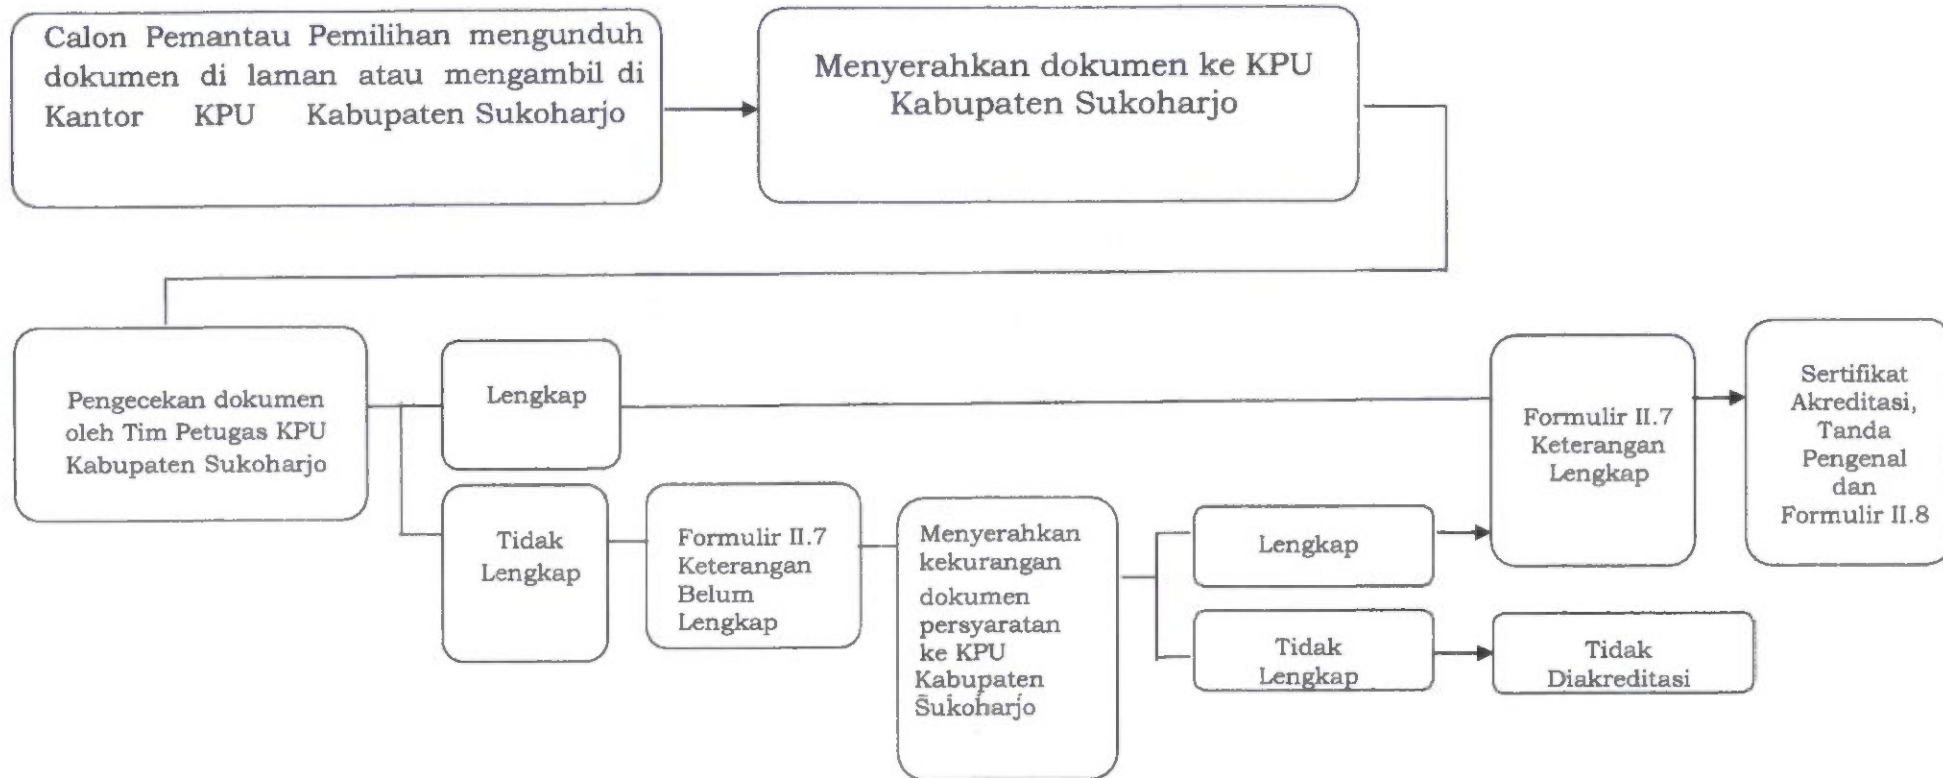 Calon Pemantau Pemilihan mengunduh
dokumen di laman atau mengambil di
Kantor KPU Kabupaten Sukoharjo
Menyerahkan dokumen ke KPU
Kabupaten Sukoharjo
Pengecekan dokumen
oleh Tim Petugas KPU
Kabupaten Sukoharjo
Lengkap
Tidak
Lengkap
Formulir II.7
Keterangan
Belum
Lengkap
Menyerahkan
kekurangan
dokumen
persyaratan
ke KPU
Kabupaten
Sukoharjo
Lengkap
Tidak
Lengkap
Formulir II.7
Keterangan
Lengkap
Tidak
Diakreditasi
Sertifikat
Akreditasi,
Tanda
Pengenal
dan
Formulir II.8